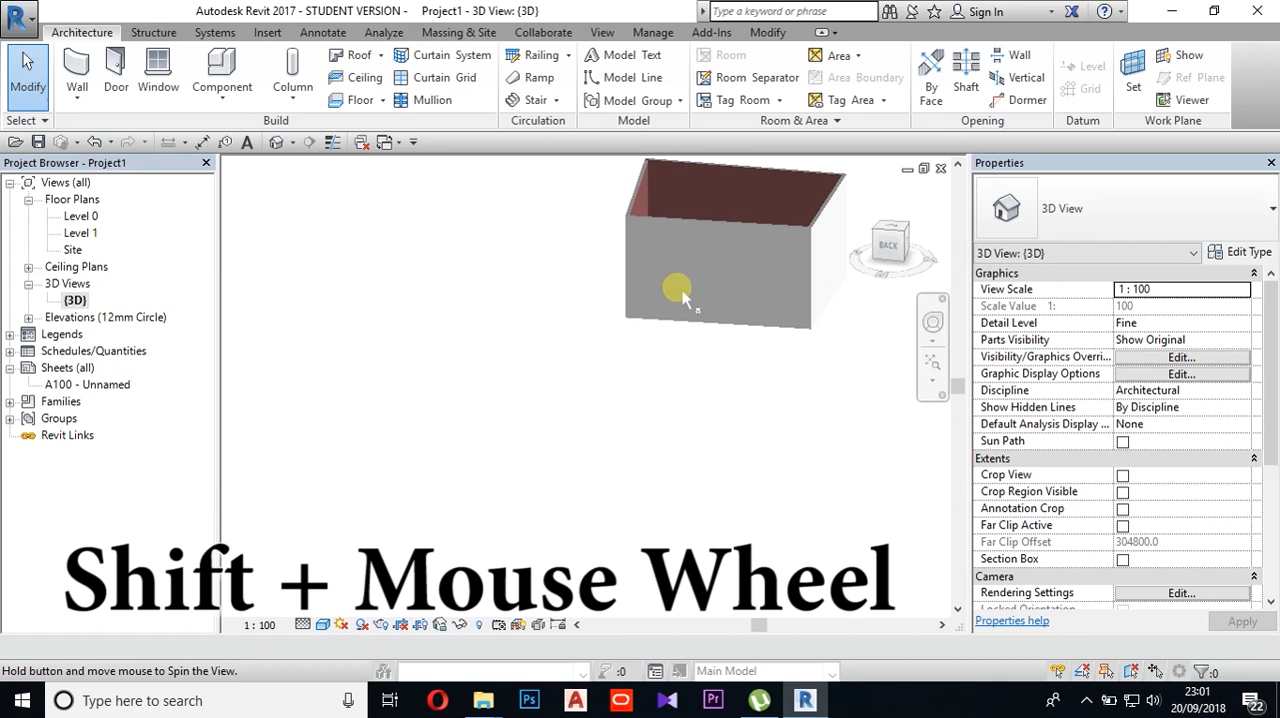 Autodesk Revit 2017 - STUDENT VERSION - Project1 - 3D View: {3D}
Type a keyword or phrase
Sign In
Architecture Structure Systems Insert Annotate Analyze Massing & Site Collaborate View Manage Add-Ins Modify
Modify
Wall
Door
Window
Component
Column
Roof
Ceiling
Floor
Curtain System
Curtain Grid
Mullion
Railing
Ramp
Stair
Model Text
Model Line
Model Group
Room
Room Separator
Tag Room
Area
Area Boundary
Tag Area
By
Face
Shaft
Wall
Vertical
Dormer
Level
Grid
Set
Show
Ref Plane
Viewer
Select Build Circulation Model Room & Area Opening Datum Work Plane
Project Browser - Project1
Views (all)
Floor Plans
Level 0
Level 1
Site
Ceiling Plans
3D Views
{3D}
Elevations (12mm Circle)
Legends
Schedules/Quantities
Sheets (all)
A100 - Unnamed
Families
Groups
Revit Links
BACK
Properties
3D View
3D View: {3D} Edit Type
Graphics
View Scale 1 : 100
Scale Value 1: 100
Detail Level Fine
Parts Visibility Show Original
Visibility/Graphics Overri... Edit...
Graphic Display Options Edit...
Discipline Architectural
Show Hidden Lines By Discipline
Default Analysis Display ... None
Sun Path
Extents
Crop View
Crop Region Visible
Annotation Crop
Far Clip Active
Far Clip Offset 304800.0
Section Box
Camera
Rendering Settings Edit...
Locked Orientation
Properties help Apply
Shift + Mouse Wheel
1 : 100
Hold button and move mouse to Spin the View.
:0
Main Model
:0
Type here to search
23:01
20/09/2018
22